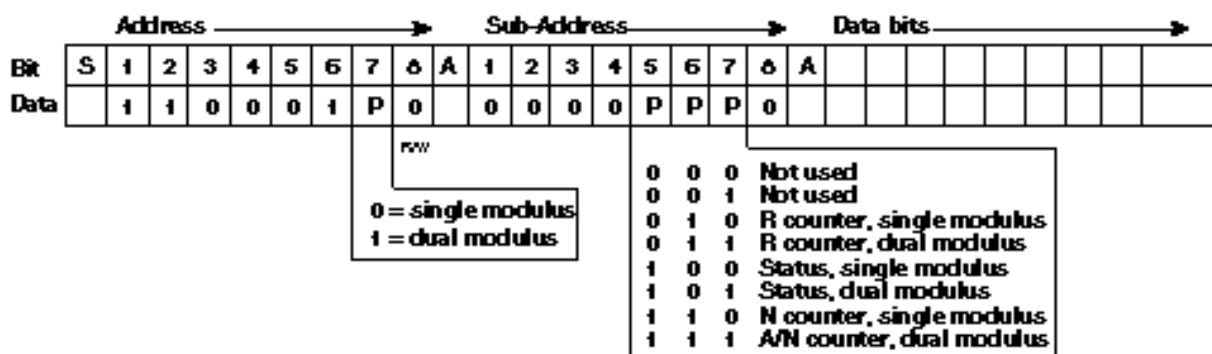 Address Sub-Address Data bits
Bit S 1 2 3 4 5 6 7 8 A 1 2 3 4 5 6 7 8 A
Data 1 1 0 0 0 1 P 0 0 0 0 0 P P P 0
R/W
0 = single modulus
1 = dual modulus
0 0 0 Not used
0 0 1 Not used
0 1 0 R counter, single modulus
0 1 1 R counter, dual modulus
1 0 0 Status, single modulus
1 0 1 Status, dual modulus
1 1 0 N counter, single modulus
1 1 1 A/N counter, dual modulus